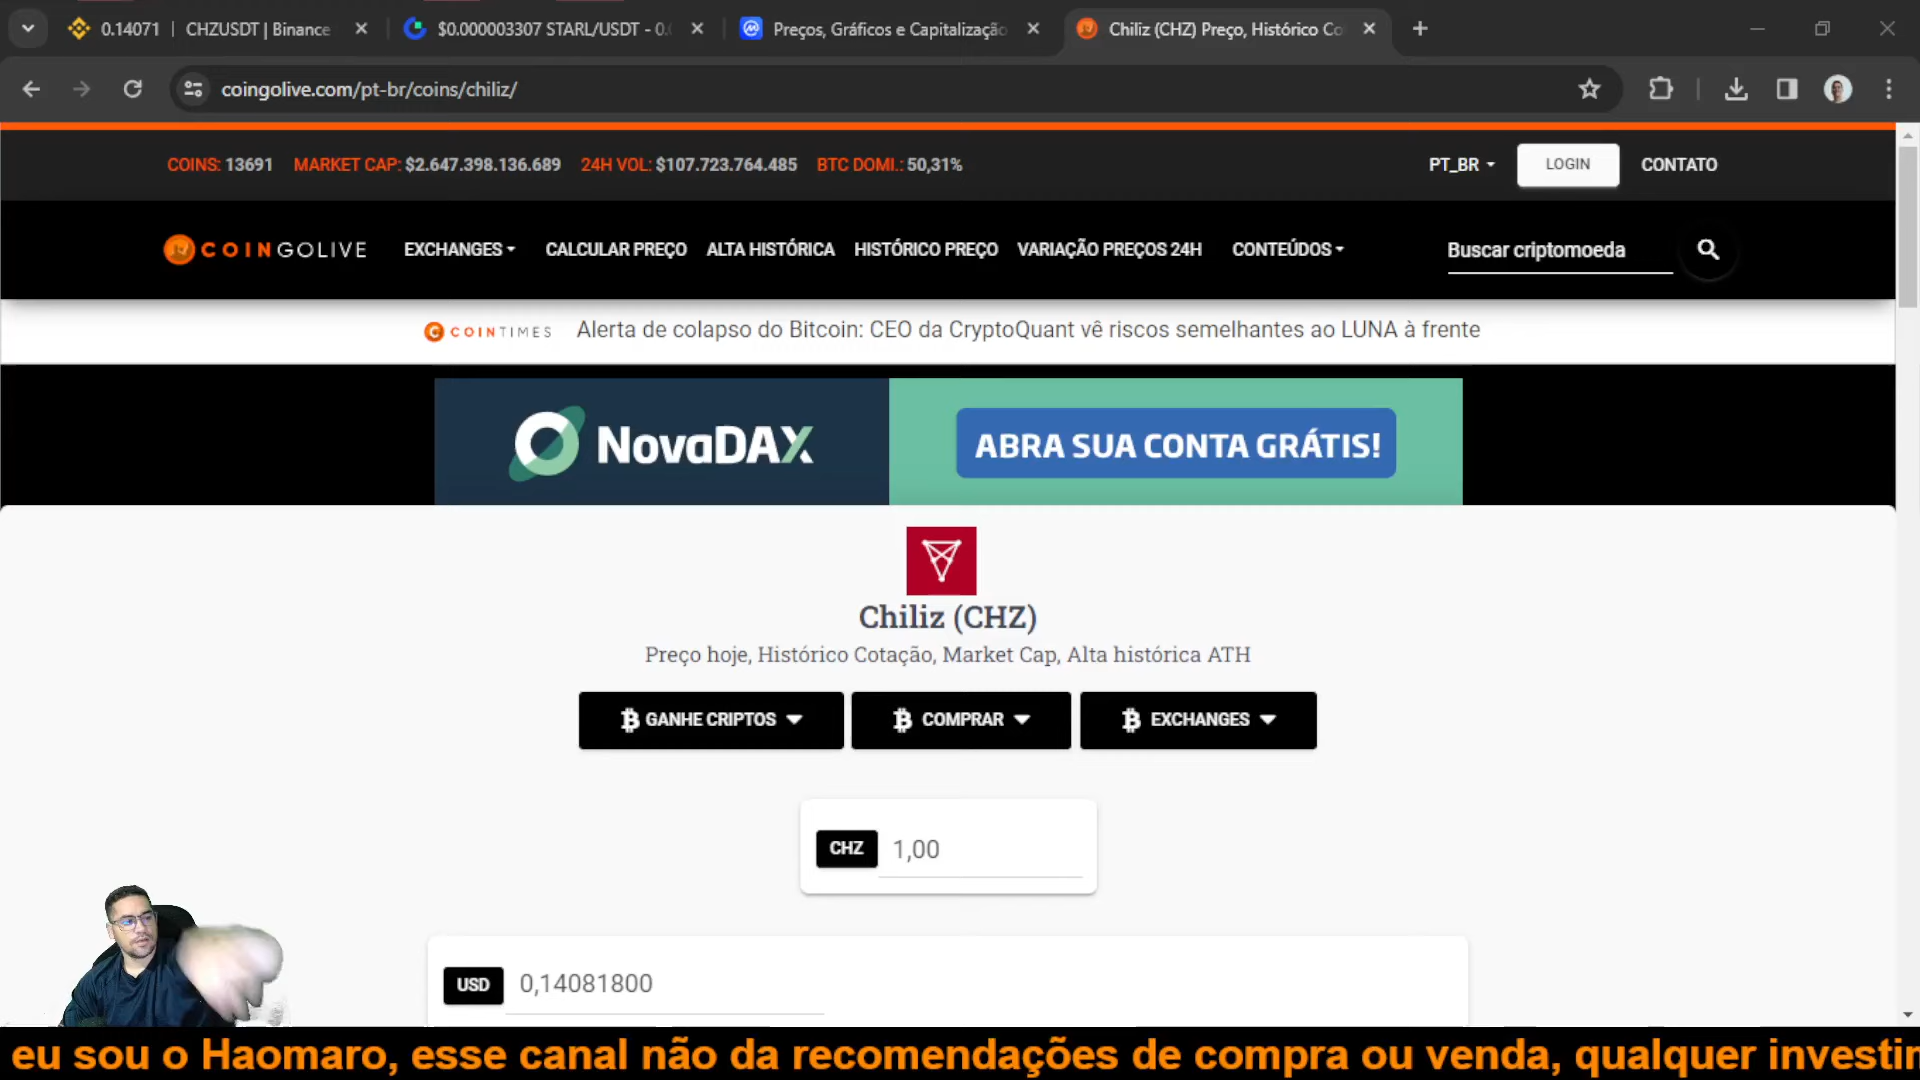 0.14071 | CHZUSDT | Binance
$0.000003307 STARL/USDT - 0.
Preços, Gráficos e Capitalização
Chiliz (CHZ) Preço, Histórico Co
coingolive.com/pt-br/coins/chiliz/
COINS: 13691 MARKET CAP: $2.647.398.136.689 24H VOL: $107.723.764.485 BTC DOMI.: 50,31%
PT_BR LOGIN CONTATO
COINGOLIVE EXCHANGES CALCULAR PREÇO ALTA HISTÓRICA HISTÓRICO PREÇO VARIAÇÃO PREÇOS 24H CONTEÚDOS Buscar criptomoeda
COINTIMES Alerta de colapso do Bitcoin: CEO da CryptoQuant vê riscos semelhantes ao LUNA à frente
NovaDAX ABRA SUA CONTA GRÁTIS!
Chiliz (CHZ)
Preço hoje, Histórico Cotação, Market Cap, Alta histórica ATH
GANHE CRIPTOS COMPRAR EXCHANGES
CHZ 1,00
USD 0,14081800
eu sou o Haomaro, esse canal não da recomendações de compra ou venda, qualquer investin